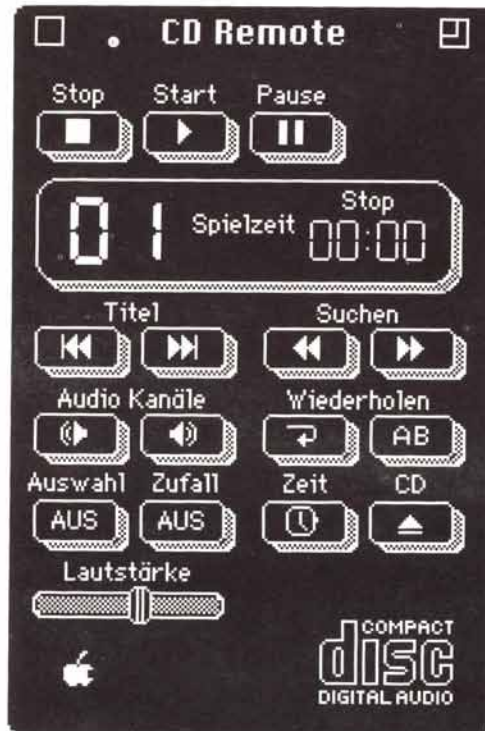 CD Remote
Stop Start Pause
01 Spielzeit Stop 00:00
Titel Suchen
Audio Kanäle Wiederholen
AB
Auswahl Zufall Zeit CD
AUS AUS
Lautstärke
COMPACT
disc
DIGITAL AUDIO